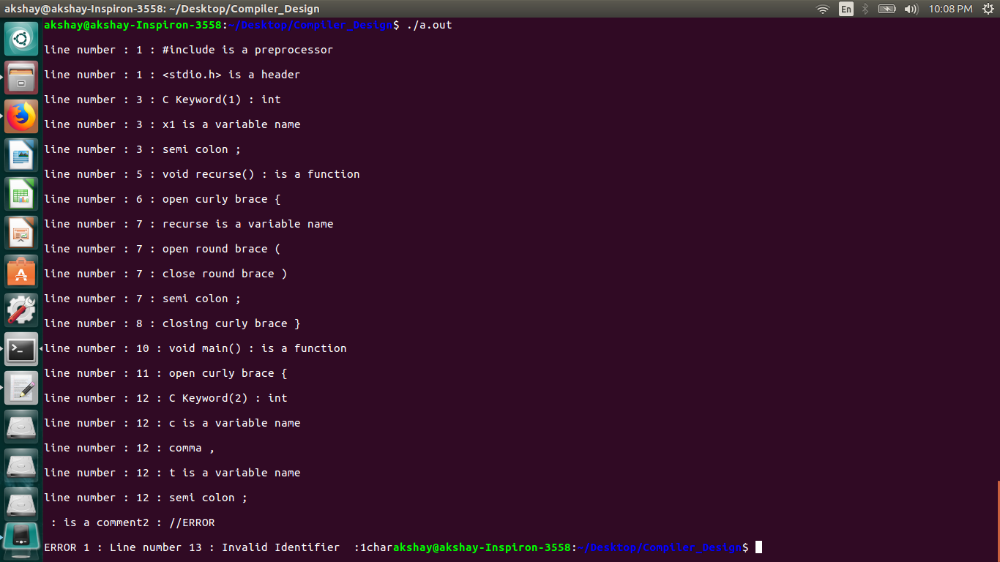 akshay@akshay-Inspiron-3558: ~/Desktop/Compiler_Design En 10:08 PM
akshay@akshay-Inspiron-3558:~/Desktop/Compiler_Design$ ./a.out
line number : 1 : #include is a preprocessor
line number : 1 : <stdio.h> is a header
line number : 3 : C Keyword(1) : int
line number : 3 : x1 is a variable name
line number : 3 : semi colon ;
line number : 5 : void recurse() : is a function
line number : 6 : open curly brace {
line number : 7 : recurse is a variable name
line number : 7 : open round brace (
line number : 7 : close round brace )
line number : 7 : semi colon ;
line number : 8 : closing curly brace }
line number : 10 : void main() : is a function
line number : 11 : open curly brace {
line number : 12 : C Keyword(2) : int
line number : 12 : c is a variable name
line number : 12 : comma ,
line number : 12 : t is a variable name
line number : 12 : semi colon ;
 : is a comment2 : //ERROR
ERROR 1 : Line number 13 : Invalid Identifier  :1charakshay@akshay-Inspiron-3558:~/Desktop/Compiler_Design$